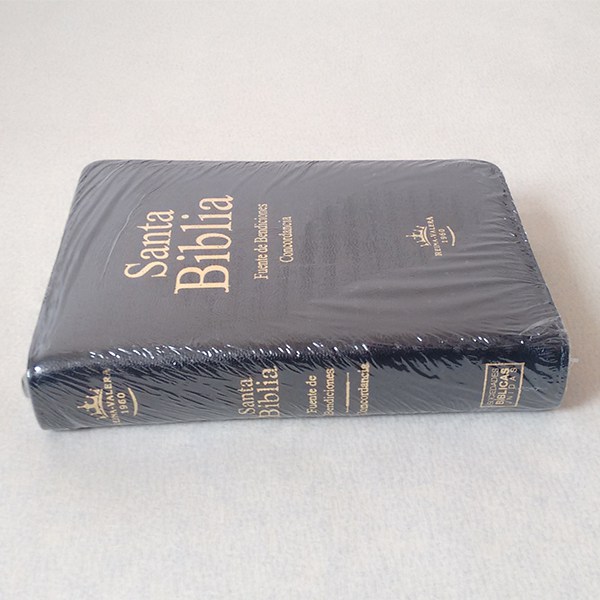 Santa
Biblia
Fuente de Bendiciones
Concordancia
REINA-VALERA
1960
REINA-VALERA
1960
Santa
Biblia
Fuente de
Bendiciones
Concordancia
SOCIEDADES
BÍBLICAS
UNIDAS